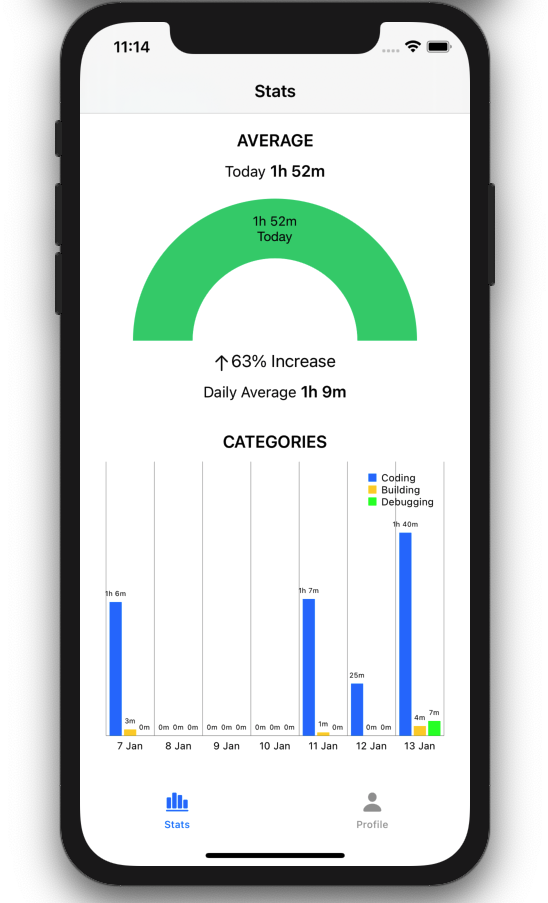 11:14
Stats
AVERAGE
Today 1h 52m
1h 52m
Today
↑ 63% Increase
Daily Average 1h 9m
CATEGORIES
Coding
Building
Debugging
1h 6m 3m 0m 0m 0m 0m 0m 0m 0m 0m 0m 0m 1h 7m 1m 0m 25m 0m 0m 1h 40m 4m 7m
7 Jan 8 Jan 9 Jan 10 Jan 11 Jan 12 Jan 13 Jan
Stats Profile